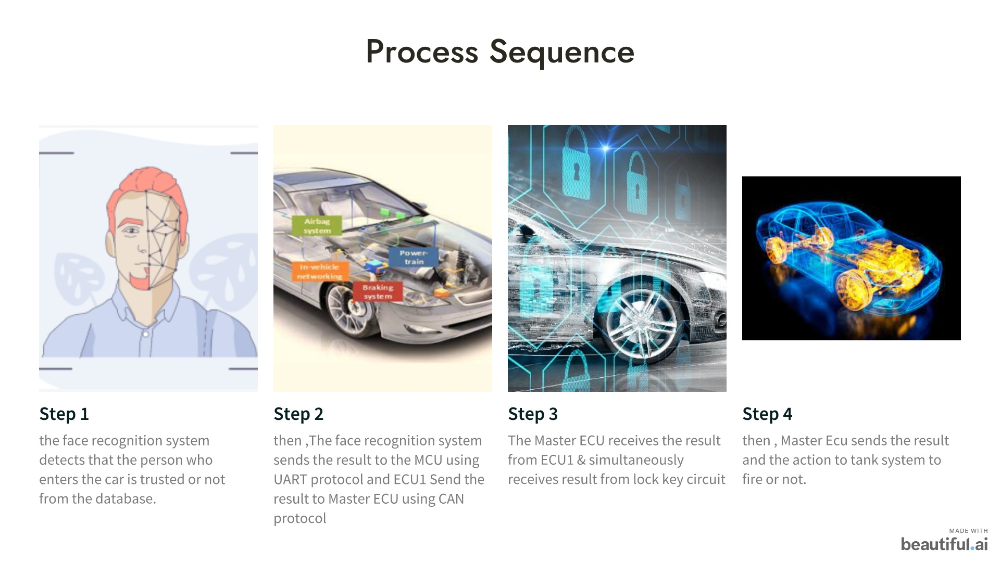 Process Sequence
Airbag
system
Power-
train
In-vehicle
networking
Braking
system
Step 1
the face recognition system
detects that the person who
enters the car is trusted or not
from the database.
Step 2
then ,The face recognition system
sends the result to the MCU using
UART protocol and ECU1 Send the
result to Master ECU using CAN
protocol
Step 3
The Master ECU receives the result
from ECU1 & simultaneously
receives result from lock key circuit
Step 4
then , Master Ecu sends the result
and the action to tank system to
fire or not.
MADE WITH
beautiful.ai